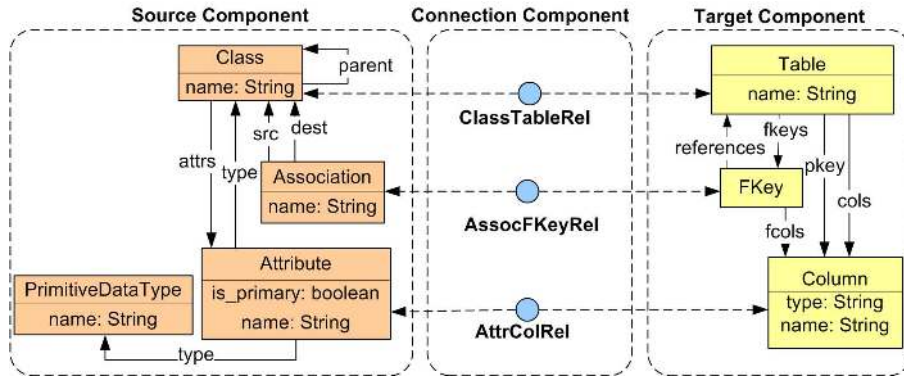 Source Component
Connection Component
Target Component
Class
name: String
parent
Table
name: String
ClassTableRel
attrs
type
src
dest
references
fkeys
pkey
cols
Association
name: String
AssocFKeyRel
FKey
fcols
Attribute
is_primary: boolean
name: String
PrimitiveDataType
name: String
type
AttrColRel
Column
type: String
name: String